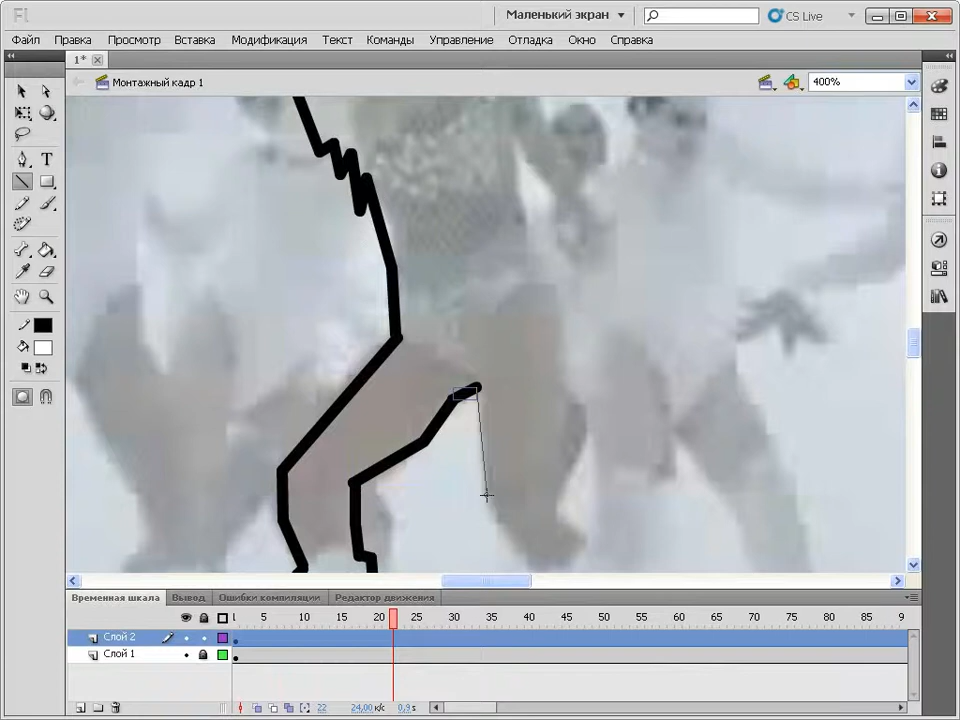 Fl Маленький экран CS Live
Файл Правка Просмотр Вставка Модификация Текст Команды Управление Отладка Окно Справка
1*
Монтажный кадр 1 400%
T
Временная шкала Вывод Ошибки компиляции Редактор движения
1 5 10 15 20 25 30 35 40 45 50 55 60 65 70 75 80 85 9
Слой 2
Слой 1
22 24,00 к/с 0,9 s